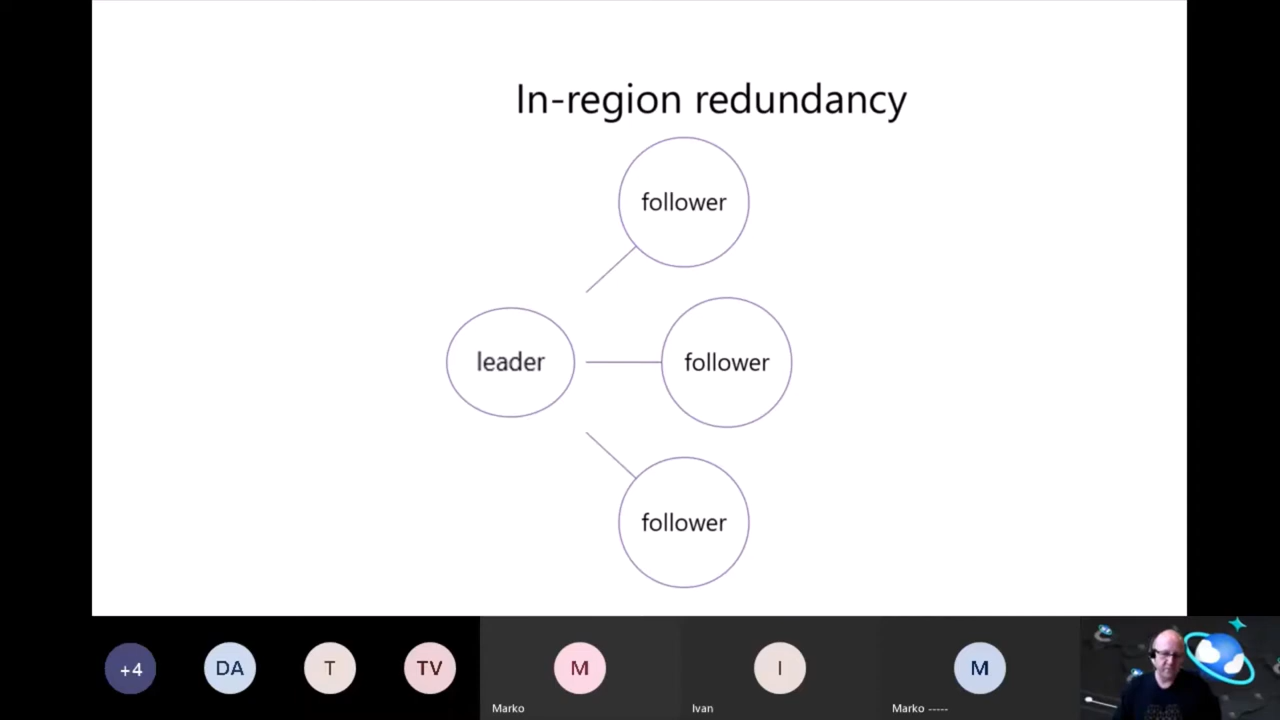 In-region redundancy
follower
leader
follower
follower
+4
DA
T
TV
M
I
M
Marko
Ivan
Marko -----